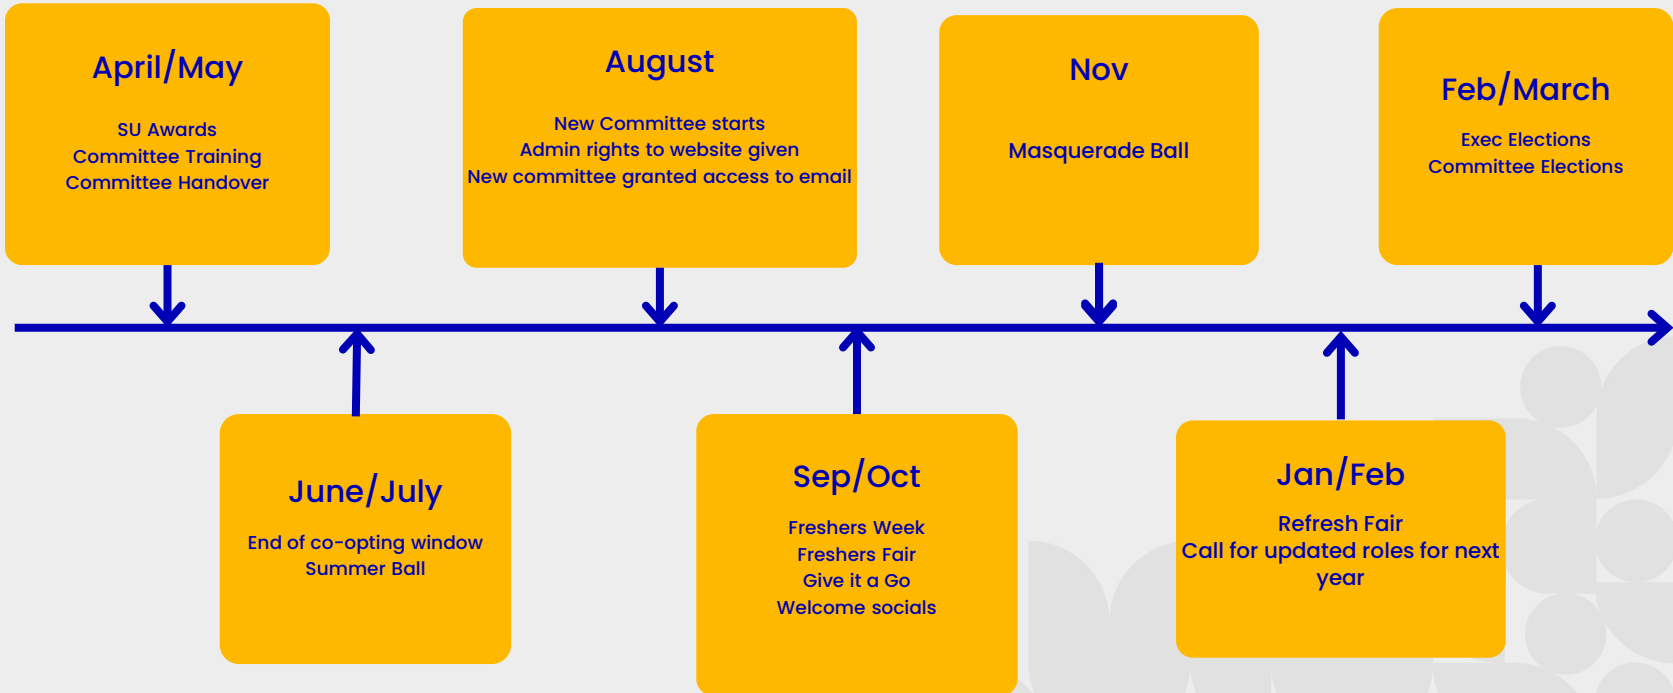 April/May
SU Awards
Committee Training
Committee Handover
August
New Committee starts
Admin rights to website given
New committee granted access to email
Nov
Masquerade Ball
Feb/March
Exec Elections
Committee Elections
June/July
End of co-opting window
Summer Ball
Sep/Oct
Freshers Week
Freshers Fair
Give it a Go
Welcome socials
Jan/Feb
Refresh Fair
Call for updated roles for next
year